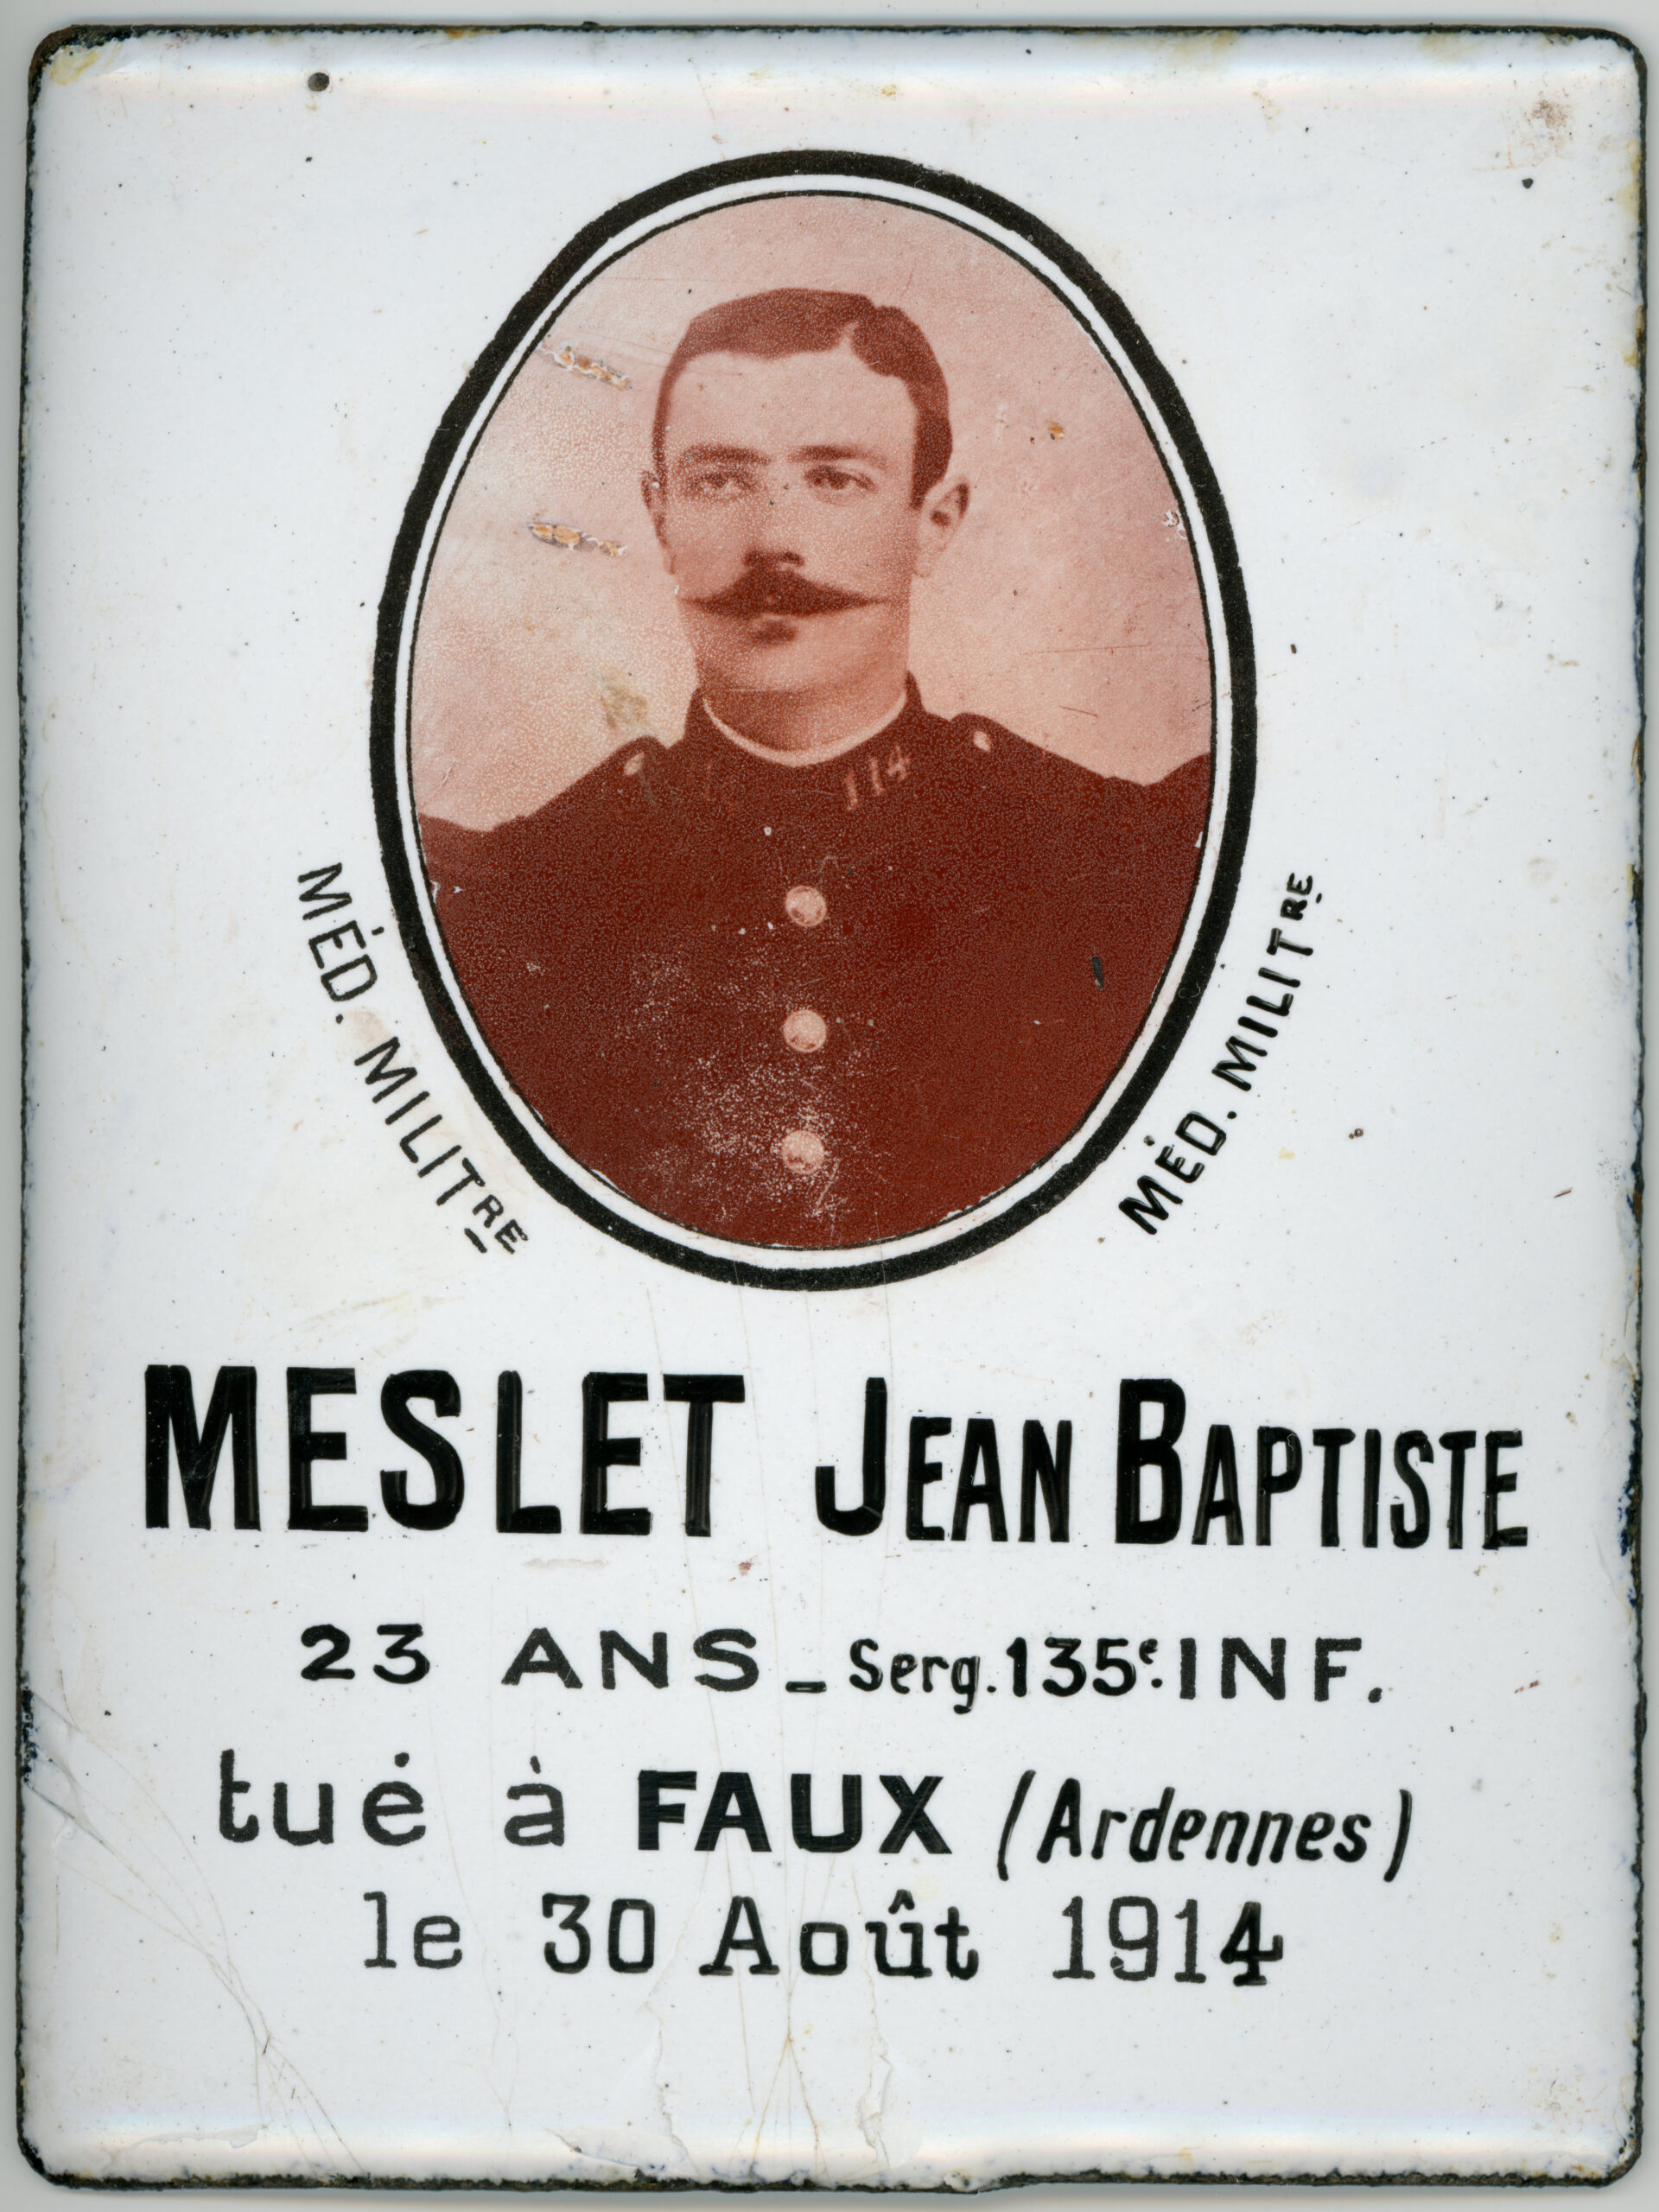 114
MÉD. MILITRE
MÉD. MILITRE
MESLET JEAN BAPTISTE
23 ANS - Serg. 135e. INF.
tué à FAUX (Ardennes)
le 30 Août 1914